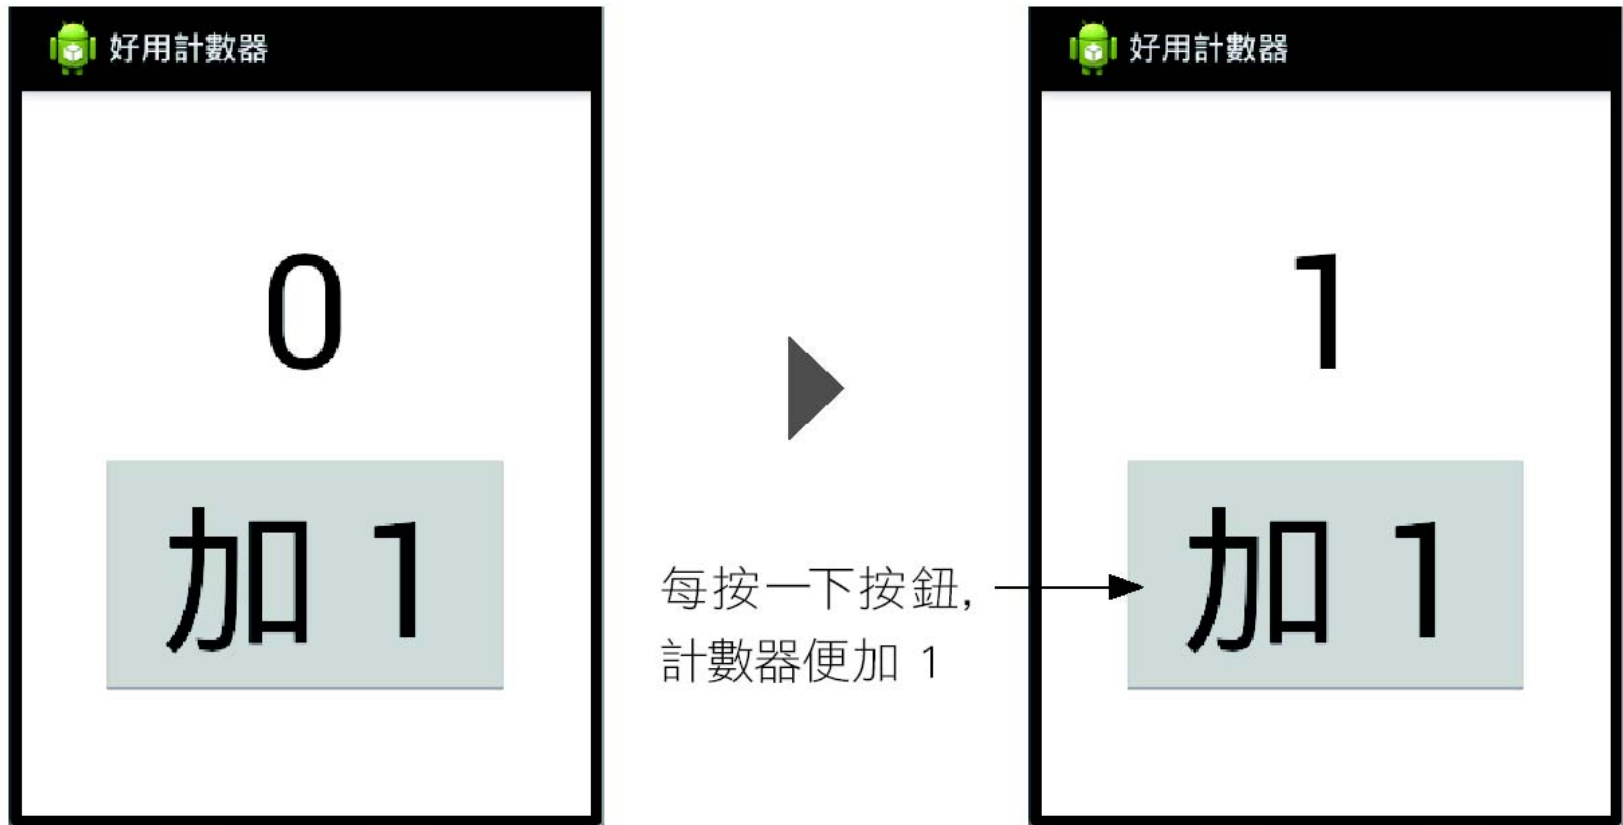 好用計數器
0
加 1
每按一下按鈕,
計數器便加 1
好用計數器
1
加 1